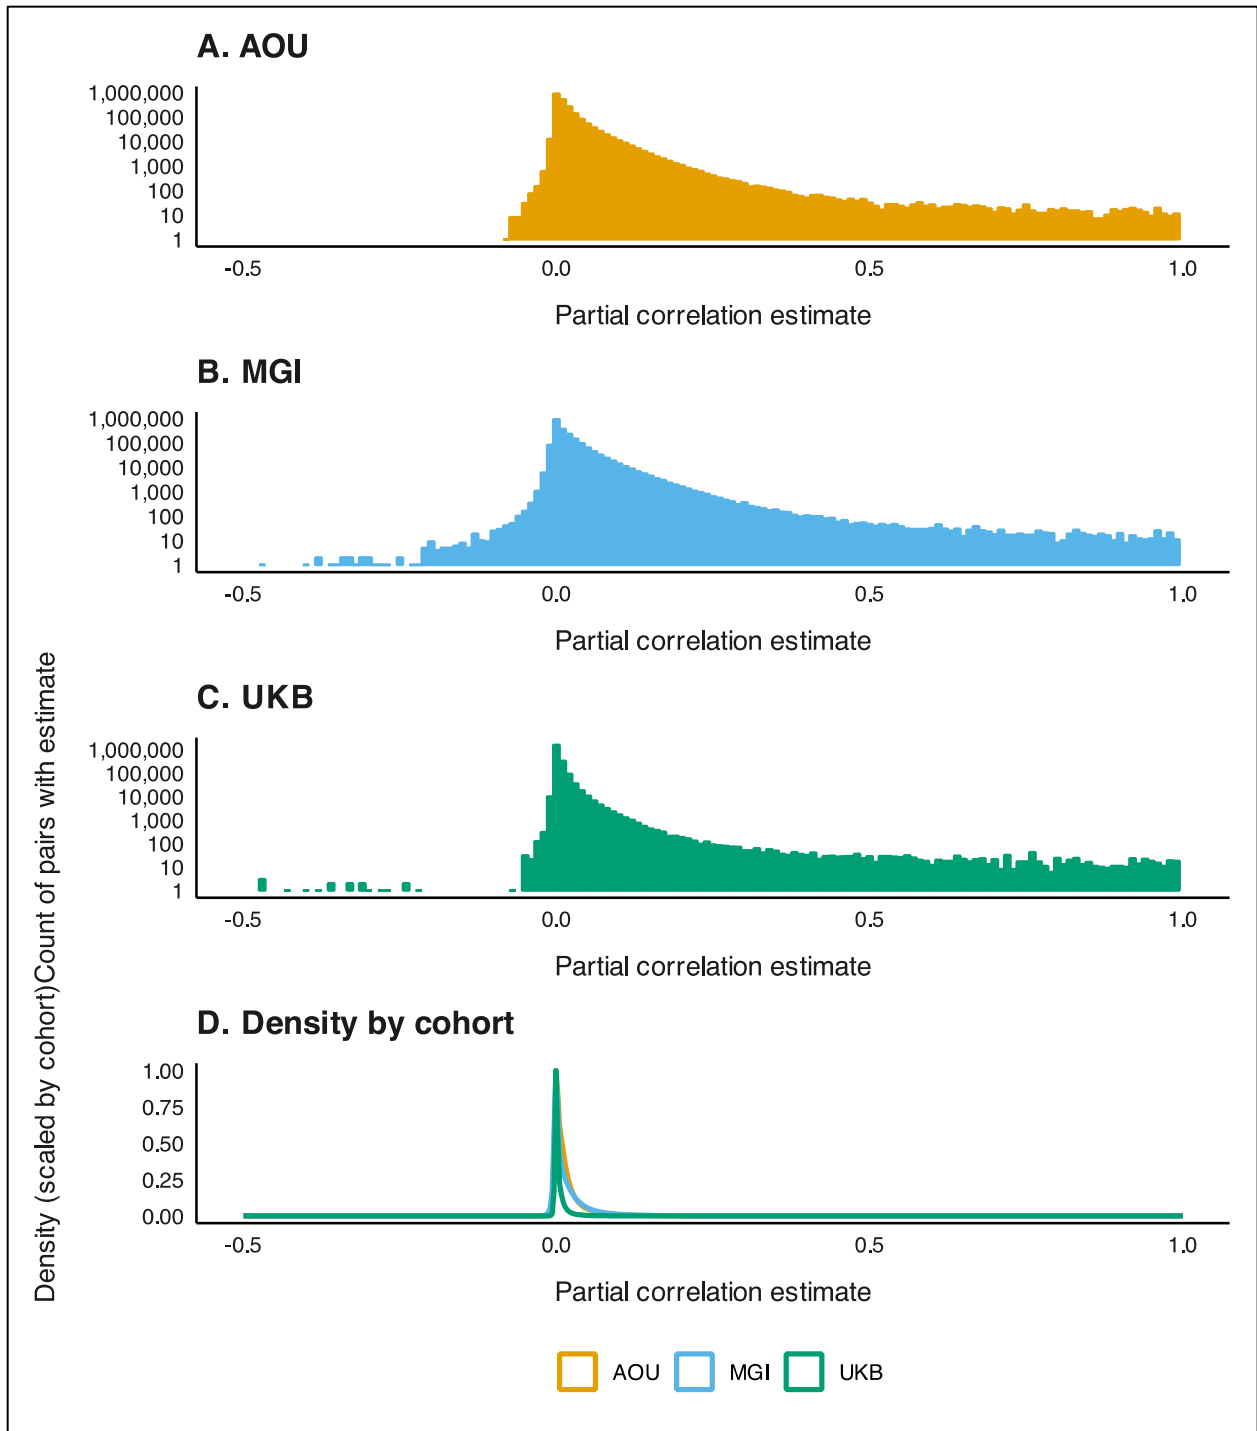 A. AOU
1,000,000
100,000
10,000
1,000
100
10
1
-0.5 0.0 0.5 1.0
Partial correlation estimate
B. MGI
1,000,000
100,000
10,000
1,000
100
10
1
-0.5 0.0 0.5 1.0
Partial correlation estimate
C. UKB
1,000,000
100,000
10,000
1,000
100
10
1
-0.5 0.0 0.5 1.0
Partial correlation estimate
Density (scaled by cohort)Count of pairs with estimate
D. Density by cohort
1.00
0.75
0.50
0.25
0.00
-0.5 0.0 0.5 1.0
Partial correlation estimate
AOU MGI UKB